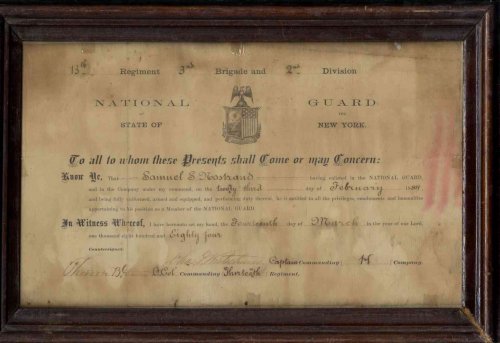 13th Regiment 3rd Brigade and 2nd Division
NATIONAL GUARD
STATE OF NEW YORK.
To all to whom these Presents shall Come or may Concern:
Know Ye, That Samuel S Nostrand having enlisted in the NATIONAL GUARD,
and in the Company under my command, on the twenty third day of February 1884
and being fully uniformed, armed and equipped, and performing duty therein, he is entitled to all the privileges, exemptions and immunities
appertaining to his position as a Member of the NATIONAL GUARD.
In Witness Whereof, I have hereunto set my hand, the day of March in the year of our Lord,
one thousand eight hundred and Eighty four
Countersigned:
Captain Commanding H Company.
Col. Commanding Thirteenth Regiment.